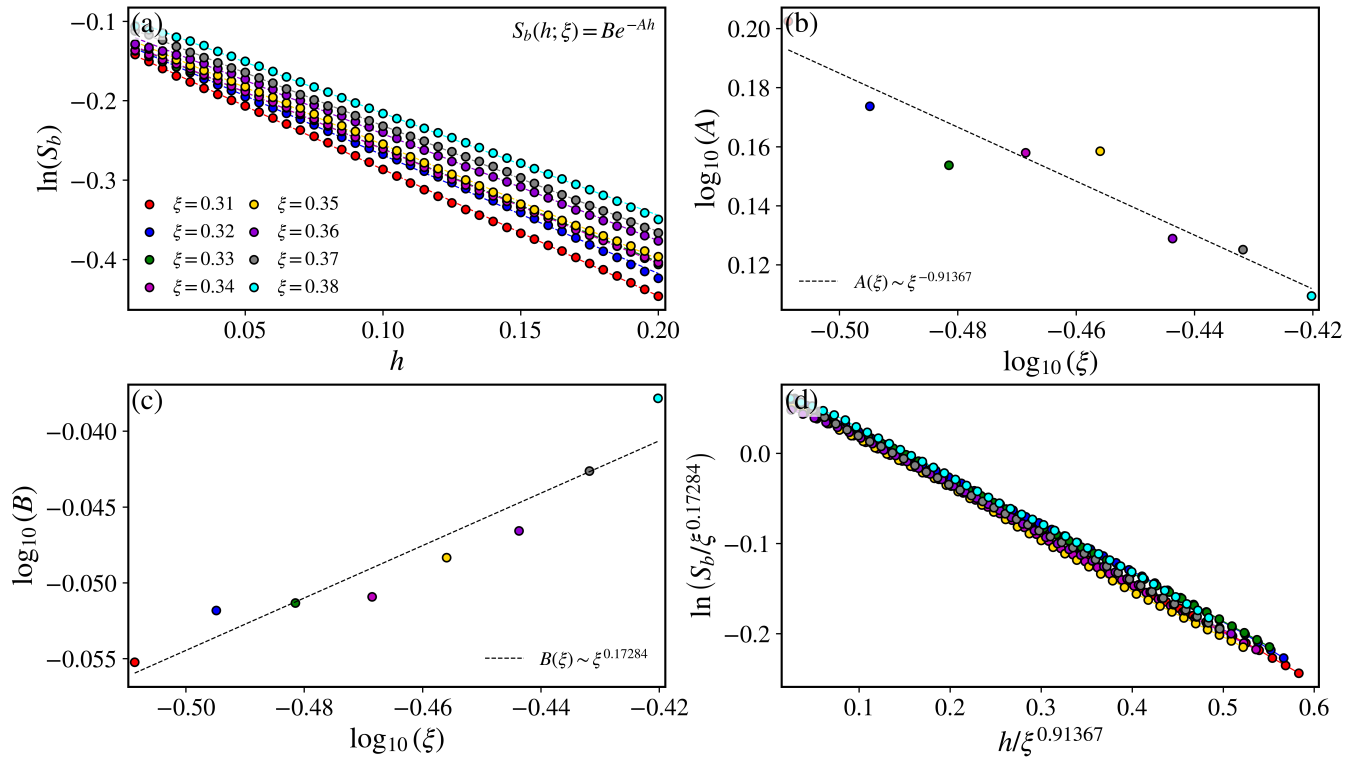 (a)
S_b(h; ξ) = Be^{−Ah}
ln(S_b)
−0.1
−0.2
−0.3
−0.4
ξ = 0.31
ξ = 0.32
ξ = 0.33
ξ = 0.34
ξ = 0.35
ξ = 0.36
ξ = 0.37
ξ = 0.38
0.05 0.10 0.15 0.20
h
(b)
log₁₀(A)
0.20
0.18
0.16
0.14
0.12
A(ξ) ~ ξ^{−0.91367}
−0.50 −0.48 −0.46 −0.44 −0.42
log₁₀(ξ)
(c)
log₁₀(B)
−0.040
−0.045
−0.050
−0.055
B(ξ) ~ ξ^{0.17284}
−0.50 −0.48 −0.46 −0.44 −0.42
log₁₀(ξ)
(d)
ln(S_b/ξ^{0.17284})
0.0
−0.1
−0.2
0.1 0.2 0.3 0.4 0.5 0.6
h/ξ^{0.91367}